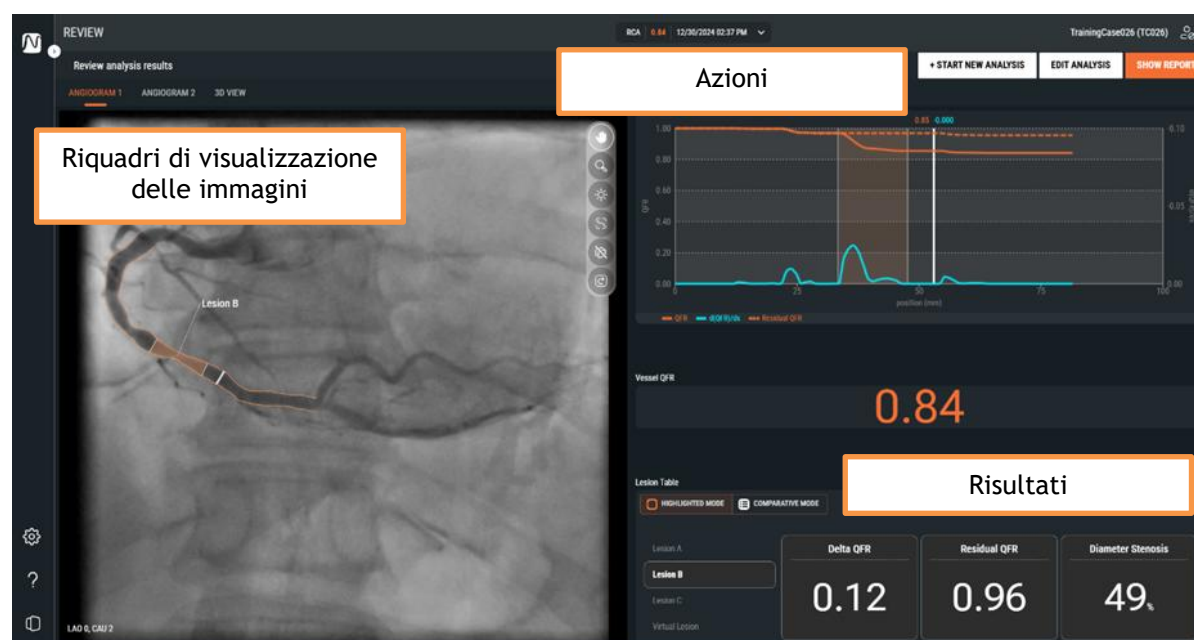 REVIEW
RCA 0.84 12/30/2024 02:37 PM
TrainingCase026 (TC026)
Review analysis results
Azioni
+ START NEW ANALYSIS
EDIT ANALYSIS
SHOW REPORT
ANGIOGRAM 1
ANGIOGRAM 2
3D VIEW
Riquadri di visualizzazione
delle immagini
Lesion B
LAO 0, CAU 2
0.85 -0.000
1.00
0.80
0.60
0.40
0.20
0.00
QFR
0.10
0.05
0.00
0
25
50
75
100
position (mm)
QFR d(QFR)/ds Residual QFR
Vessel QFR
0.84
Lesion Table
Risultati
HIGHLIGHTED MODE
COMPARATIVE MODE
Lesion A
Lesion B
Lesion C
Virtual Lesion
Delta QFR
0.12
Residual QFR
0.96
Diameter Stenosis
49%